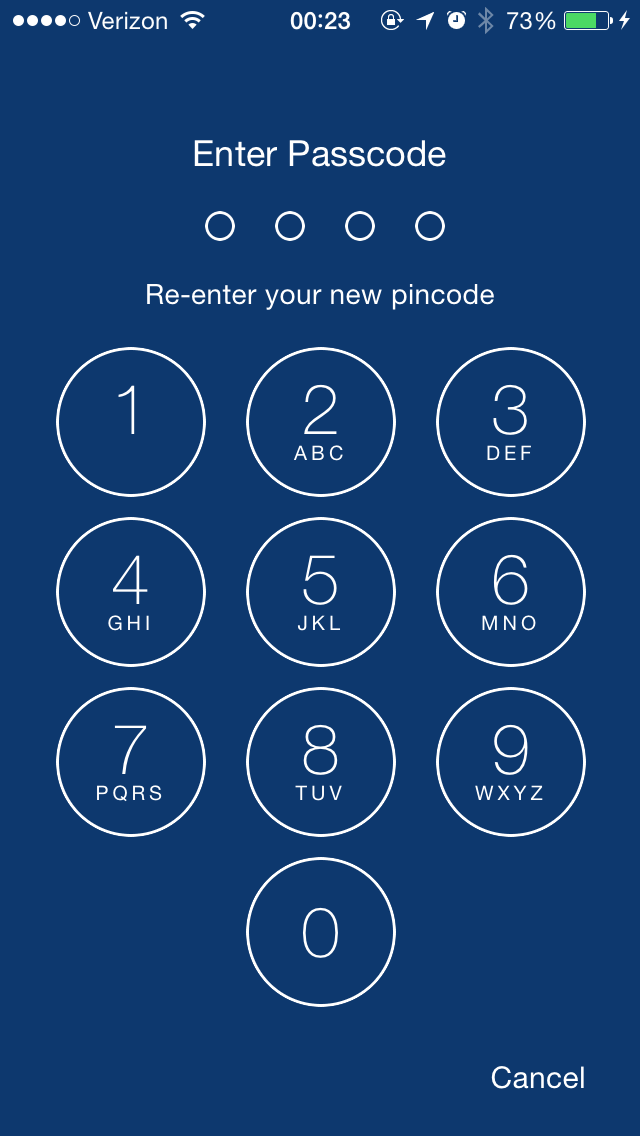 Verizon 00:23 73%
Enter Passcode
Re-enter your new pincode
1 2 3
ABC DEF
4 5 6
GHI JKL MNO
7 8 9
PQRS TUV WXYZ
0
Cancel